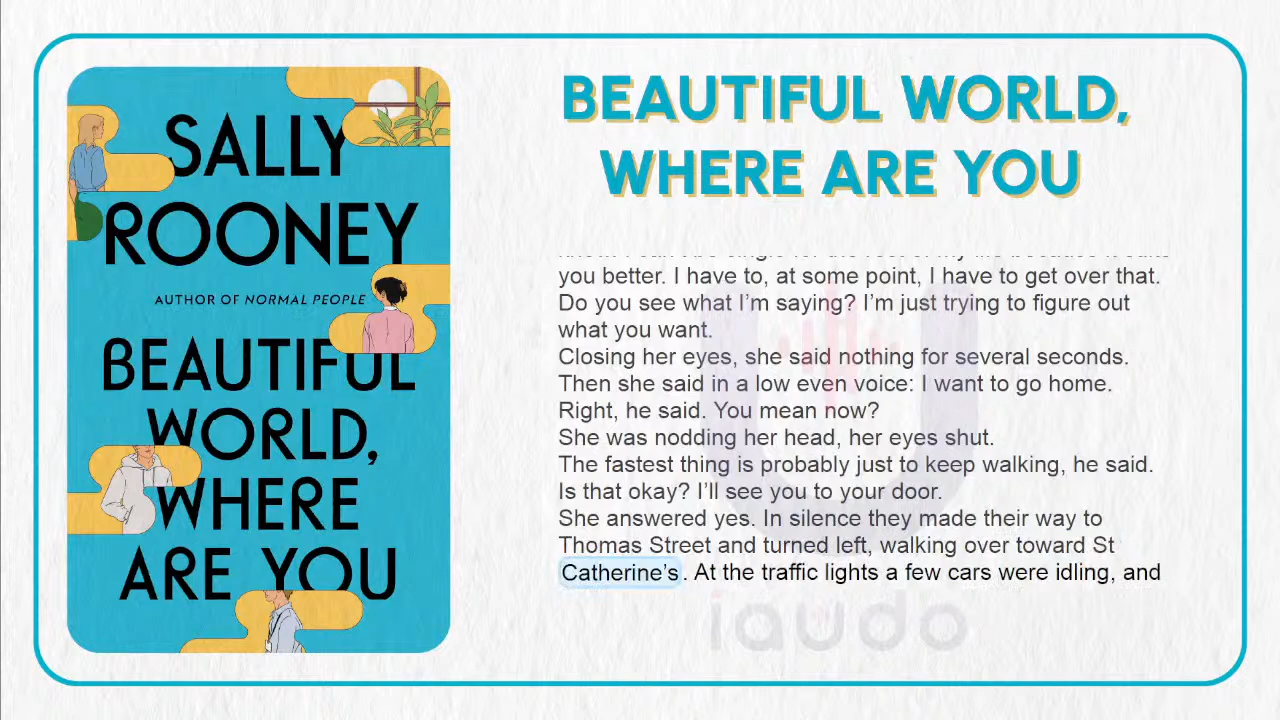 SALLY
ROONEY
AUTHOR OF NORMAL PEOPLE
BEAUTIFUL
WORLD,
WHERE
ARE YOU
BEAUTIFUL WORLD,
WHERE ARE YOU
you better. I have to, at some point, I have to get over that.
Do you see what I’m saying? I’m just trying to figure out
what you want.
Closing her eyes, she said nothing for several seconds.
Then she said in a low even voice: I want to go home.
Right, he said. You mean now?
She was nodding her head, her eyes shut.
The fastest thing is probably just to keep walking, he said.
Is that okay? I’ll see you to your door.
She answered yes. In silence they made their way to
Thomas Street and turned left, walking over toward St
Catherine’s. At the traffic lights a few cars were idling, and
iaudo